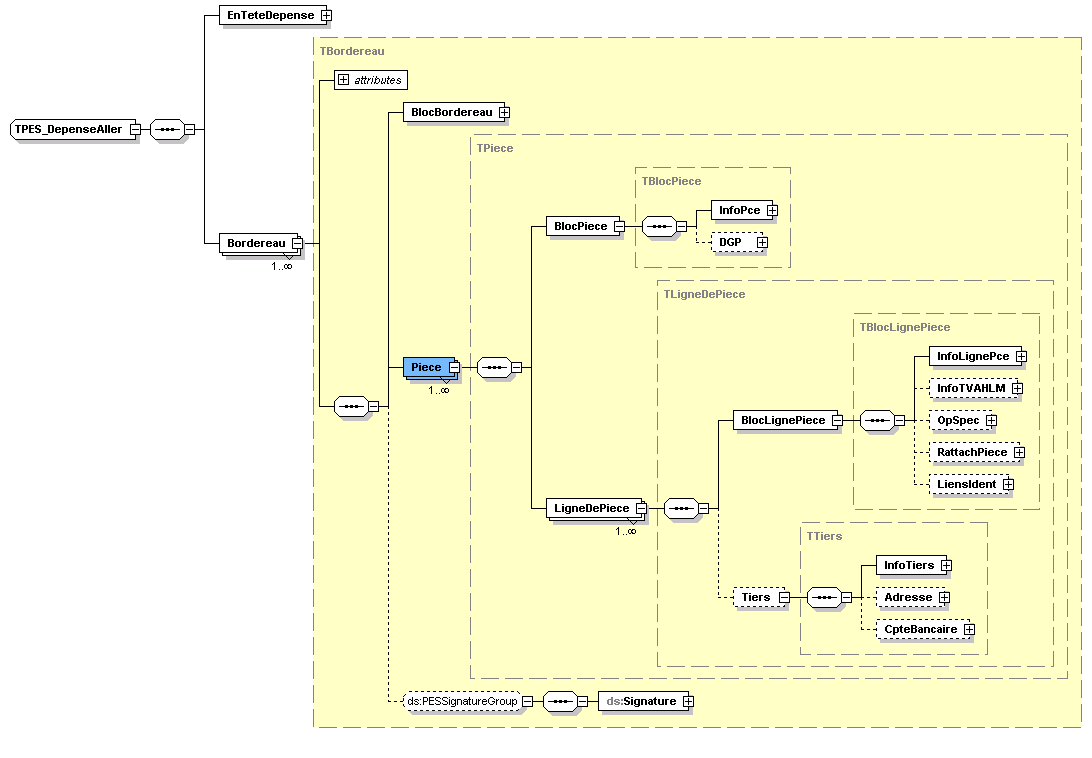 EnTeteDepense
TBordereau
attributes
BlocBordereau
TPES_DepenseAller
TPiece
TBlocPiece
InfoPce
BlocPiece
DGP
Bordereau
1..∞
TLigneDePiece
TBlocLignePiece
InfoLignePce
Piece
1..∞
InfoTVAHLM
BlocLignePiece
OpSpec
RattachPiece
LiensIdent
LigneDePiece
1..∞
TTiers
InfoTiers
Tiers
Adresse
CpteBancaire
ds:PESSignatureGroup
ds:Signature